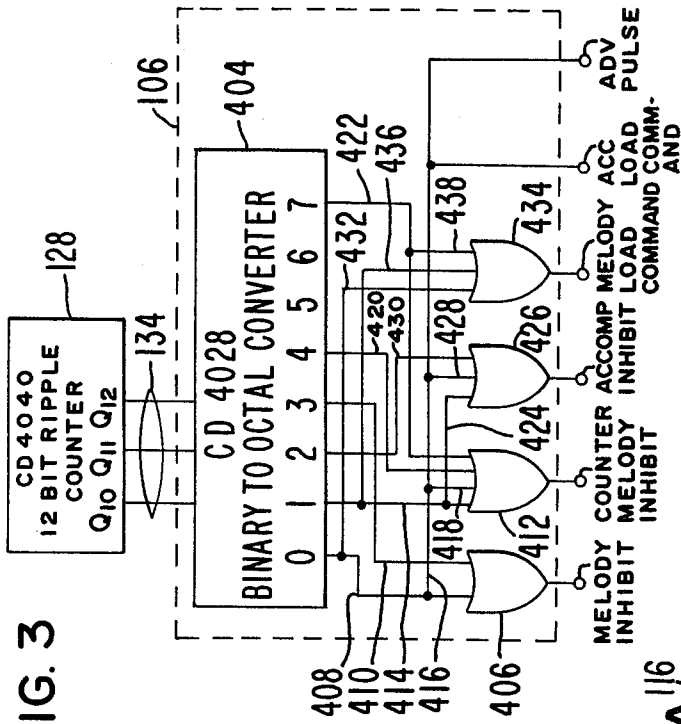 IG. 3
128
CD4040
12 BIT RIPPLE
COUNTER
Q10 Q11 Q12
134
106
404
CD 4028
BINARY TO OCTAL CONVERTER
0 1 2 3 4 5 6 7
432
422
436
420
430
438
434
408
410
414
416
418
424
428
426
412
406
MELODY
INHIBIT
COUNTER
MELODY
INHIBIT
ACCOMP
INHIBIT
MELODY
LOAD
COMMAND
ACC
LOAD
COMM-
AND
ADV
PULSE
116